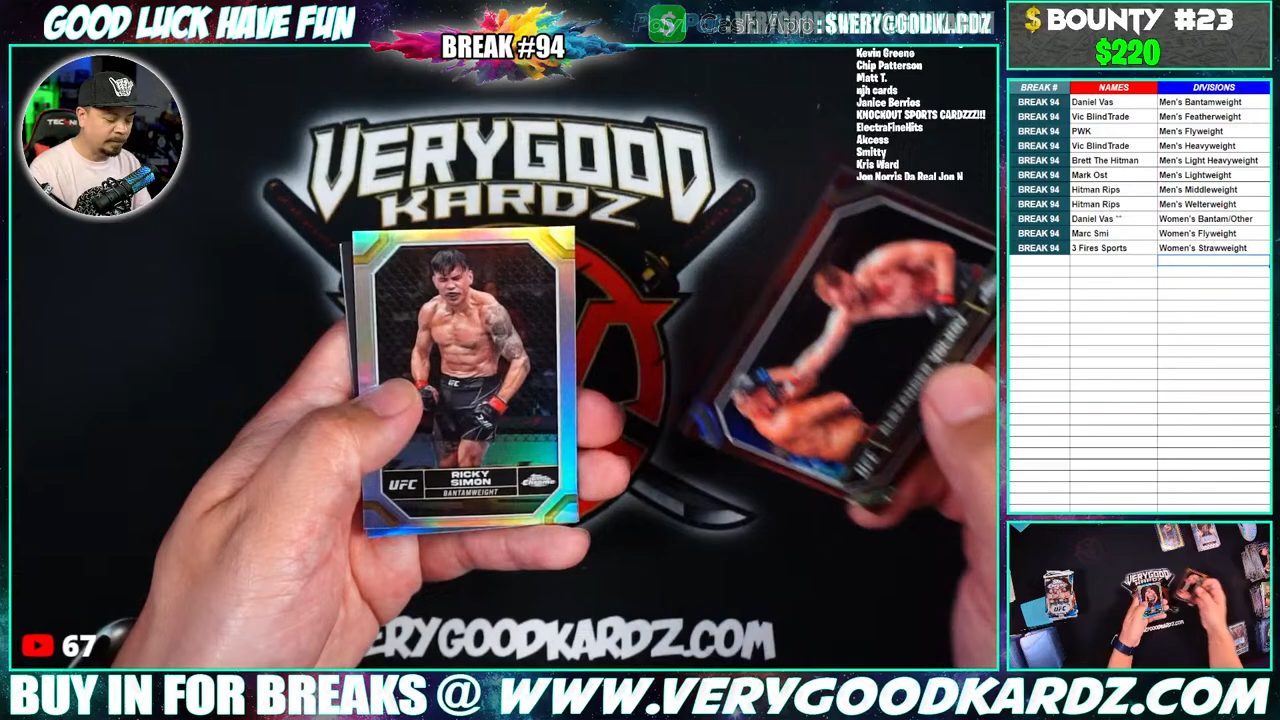 GOOD LUCK HAVE FUN
BREAK #94
Kevin Greene
Chip Patterson
Matt T.
njh cards
Janice Berrios
KNOCKOUT SPORTS CARDZZZ!!!
ElectraFineHits
Akcess
Smitty
Kris Ward
Jon Norris Da Real Jon N
$ BOUNTY #23
$220
BREAK # NAMES DIVISIONS
BREAK 94 Daniel Vas Men's Bantamweight
BREAK 94 Vic BlindTrade Men's Featherweight
BREAK 94 PWK Men's Flyweight
BREAK 94 Vic BlindTrade Men's Heavyweight
BREAK 94 Brett The Hitman Men's Light Heavyweight
BREAK 94 Mark Ost Men's Lightweight
BREAK 94 Hitman Rips Men's Middleweight
BREAK 94 Hitman Rips Men's Welterweight
BREAK 94 Daniel Vas ** Women's Bantam/Other
BREAK 94 Marc Smi Women's Flyweight
BREAK 94 3 Fires Sports Women's Strawweight
VERYGOOD
KARDZ
UFC
RICKY
SIMON
BANTAMWEIGHT
Chrome
UFC
ERYGOODKARDZ.COM
67
BUY IN FOR BREAKS @ WWW.VERYGOODKARDZ.COM